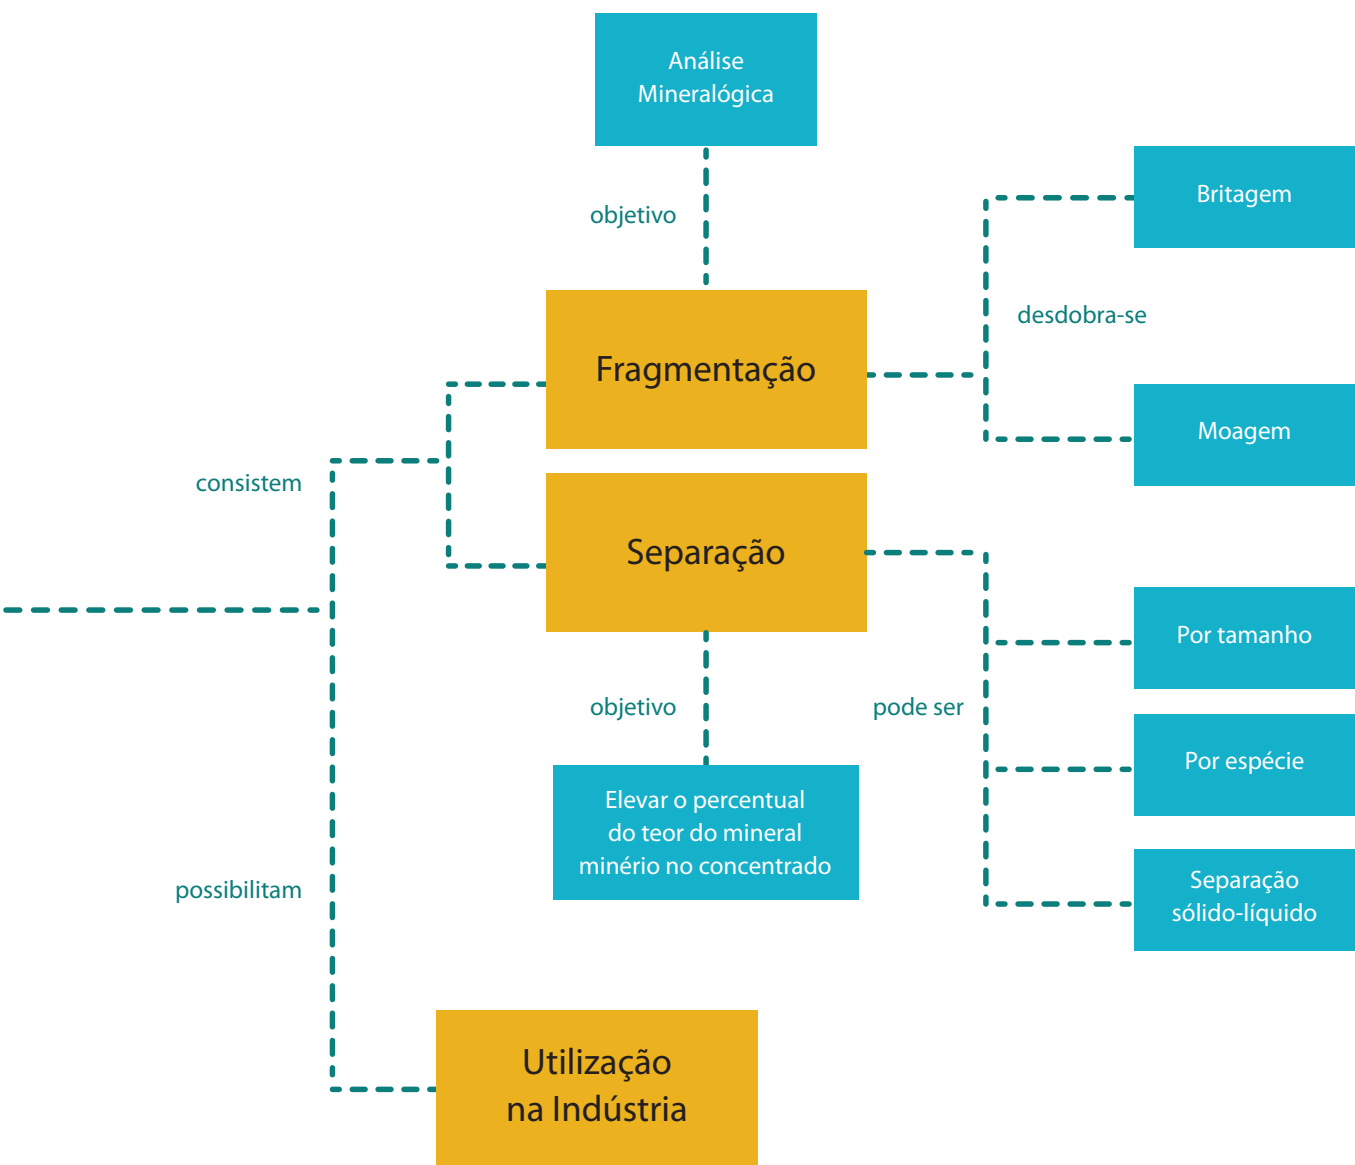 Análise
Mineralógica
objetivo
Britagem
desdobra-se
Fragmentação
Moagem
consistem
Separação
Por tamanho
objetivo
pode ser
Por espécie
Elevar o percentual
do teor do mineral
minério no concentrado
Separação
sólido-líquido
possibilitam
Utilização
na Indústria